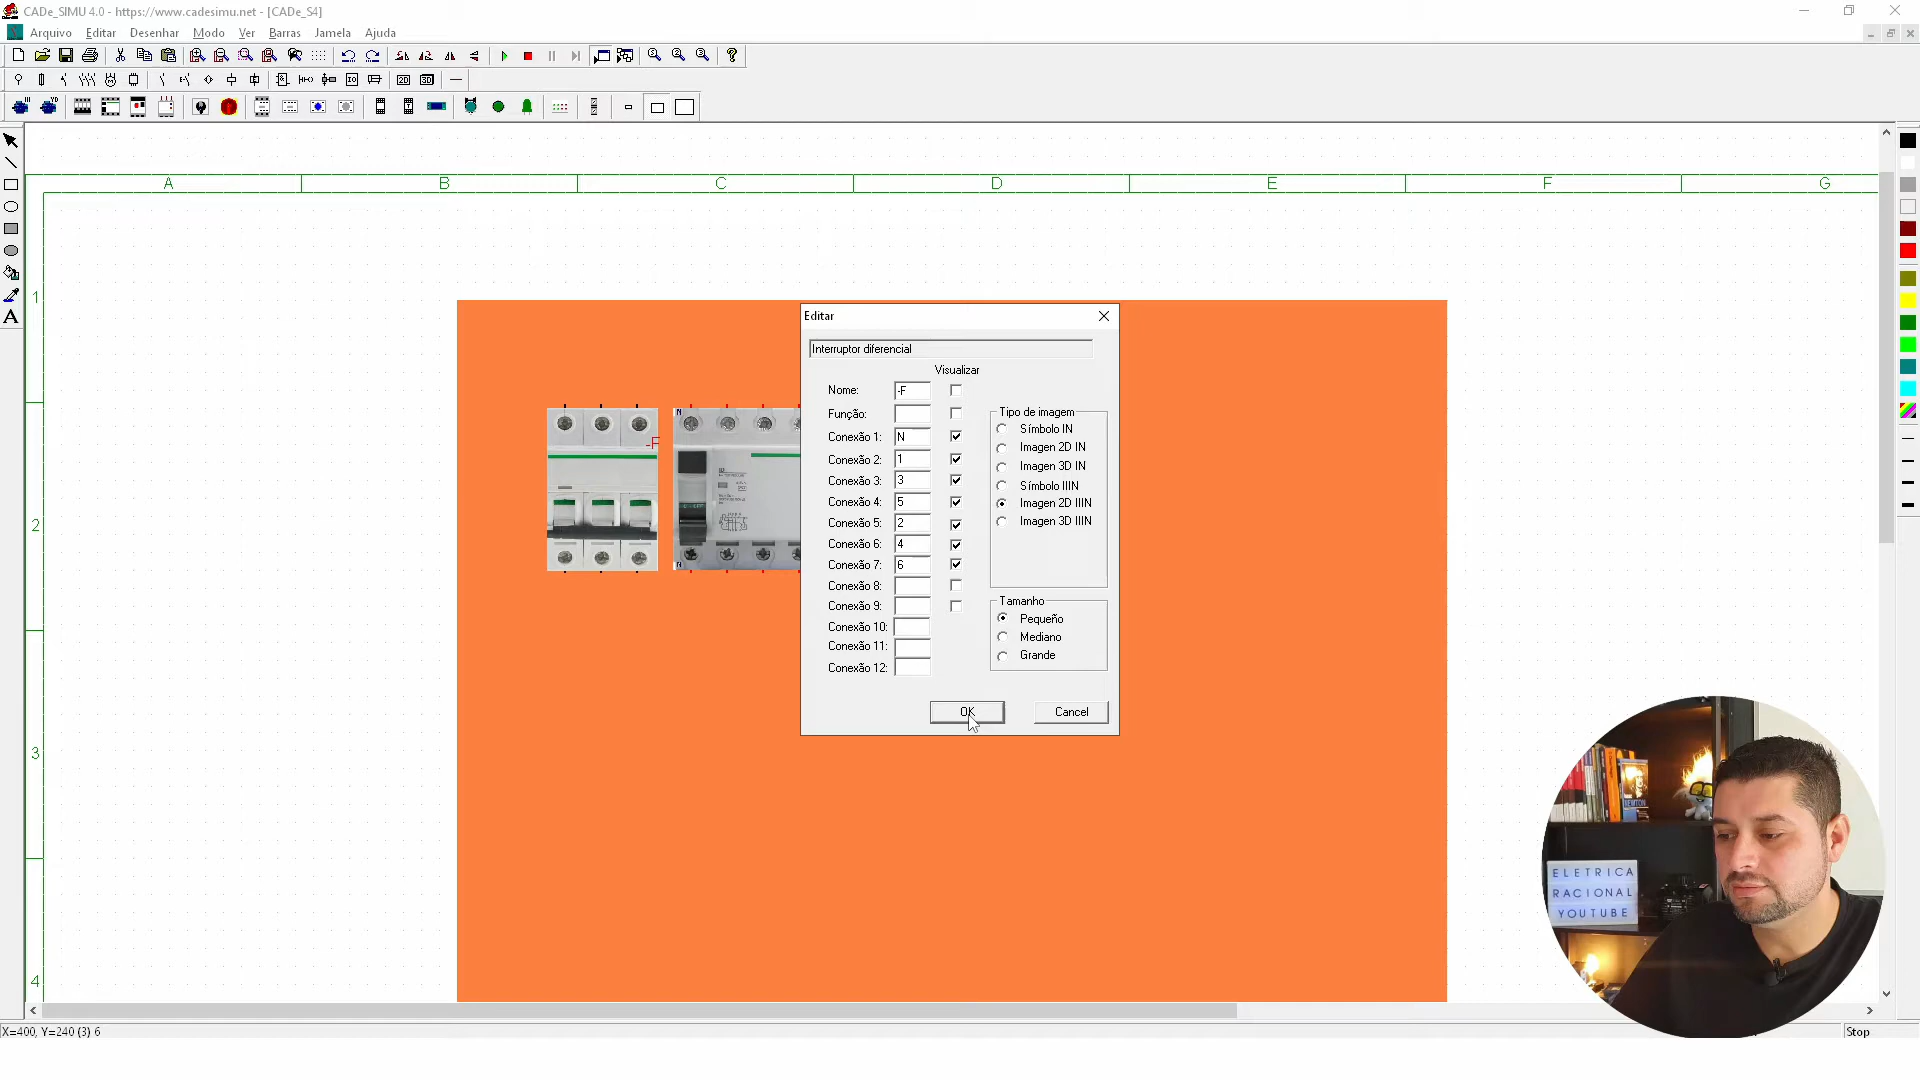 CADe_SIMU 4.0 - https://www.cadesimu.net - [CADe_S4]
Arquivo Editar Desenhar Modo Ver Barras Janela Ajuda
A B C D E F G
1
2
3
4
-F
N
N
Editar
Interruptor diferencial
Visualizar
Nome: -F
Função:
Conexão 1: N
Conexão 2: 1
Conexão 3: 3
Conexão 4: 5
Conexão 5: 2
Conexão 6: 4
Conexão 7: 6
Conexão 8:
Conexão 9:
Conexão 10:
Conexão 11:
Conexão 12:
Tipo de imagem
Símbolo IN
Imagen 2D IN
Imagen 3D IN
Símbolo IIIN
Imagen 2D IIIN
Imagen 3D IIIN
Tamanho
Pequeño
Mediano
Grande
OK Cancel
ELETRICA
RACIONAL
YOUTUBE
X=400, Y=240 (3) 6
Stop